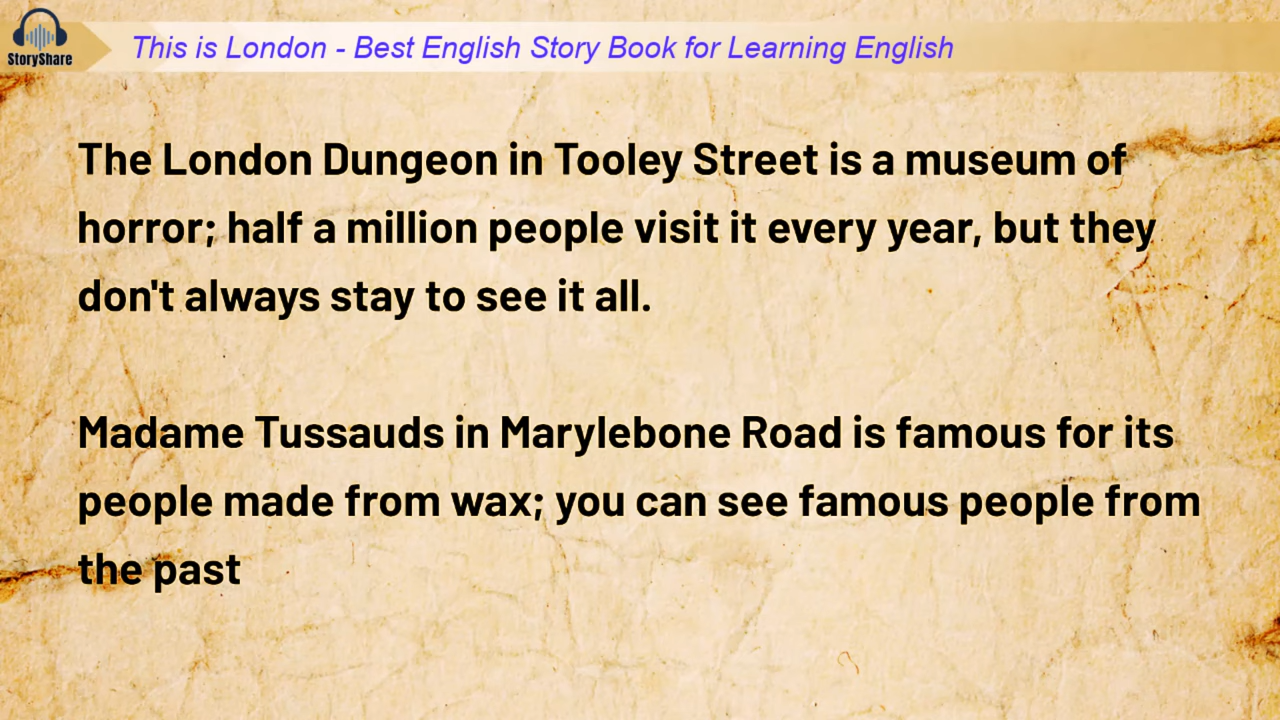 StoryShare
This is London - Best English Story Book for Learning English
The London Dungeon in Tooley Street is a museum of
horror; half a million people visit it every year, but they
don't always stay to see it all.
Madame Tussauds in Marylebone Road is famous for its
people made from wax; you can see famous people from
the past